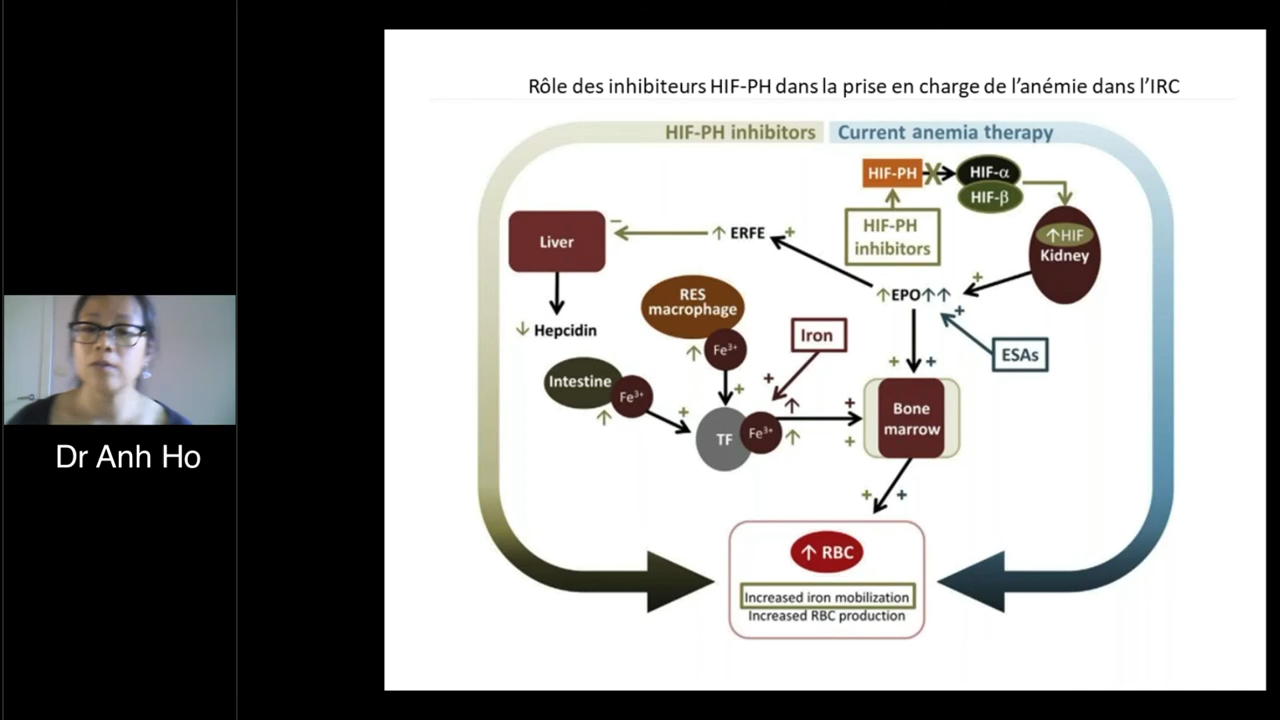 Rôle des inhibiteurs HIF-PH dans la prise en charge de l'anémie dans l'IRC
HIF-PH inhibitors
Current anemia therapy
HIF-PH
HIF-α
HIF-β
HIF-PH
inhibitors
↑HIF
Kidney
Liver
−
↑ ERFE +
+
↑EPO↑↑
+
RES
macrophage
↓ Hepcidin
Iron
ESAs
↑ Fe³⁺
+ +
Intestine
Fe³⁺
↑
+
+
+
↑
TF
Fe³⁺
↑
+
+
Bone
marrow
+ +
↑ RBC
Increased iron mobilization
Increased RBC production
Dr Anh Ho